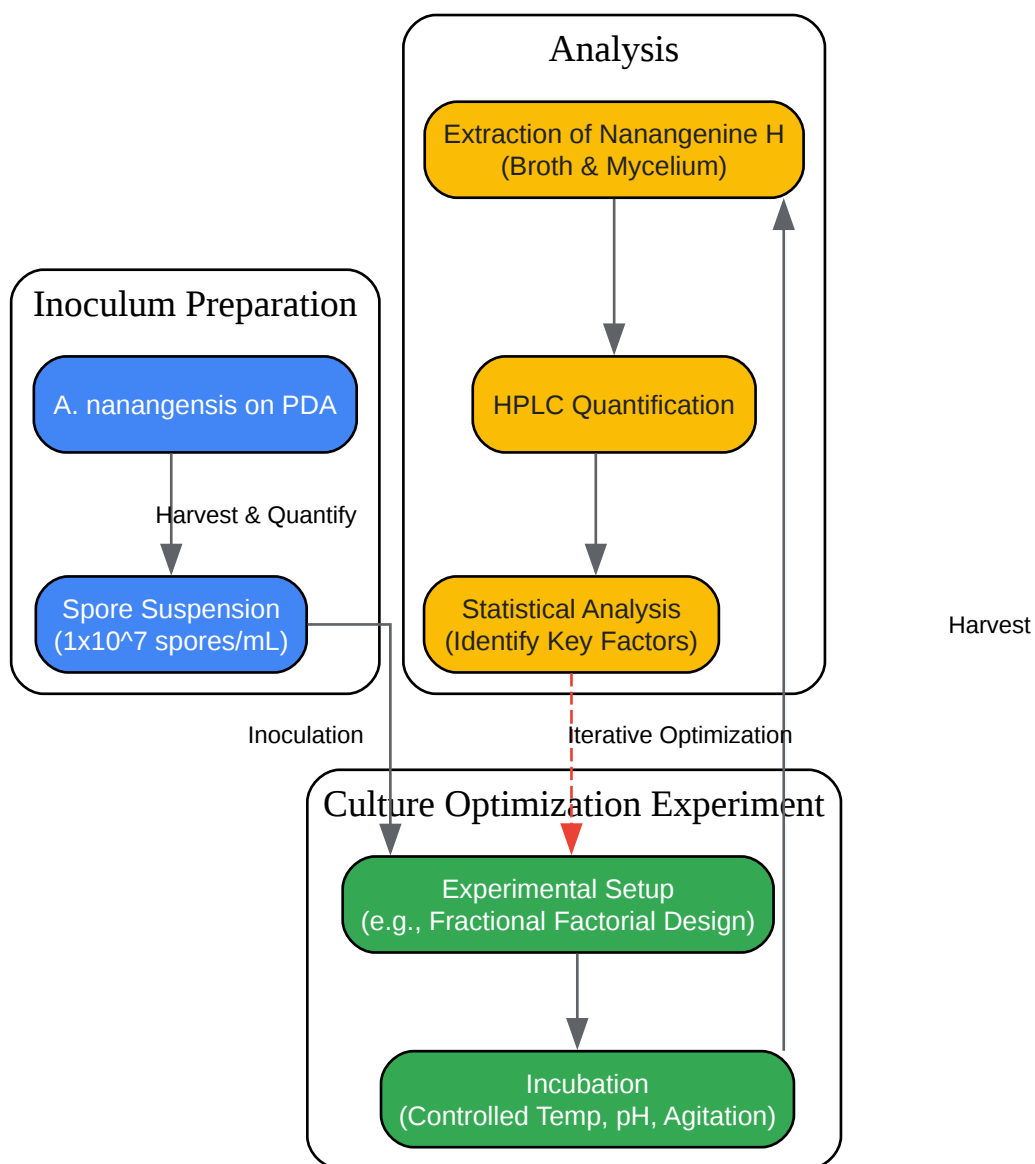 Analysis
Extraction of Nanangenine H
(Broth & Mycelium)
Inoculum Preparation
A. nanangensis on PDA
HPLC Quantification
Harvest & Quantify
Spore Suspension
(1x10^7 spores/mL)
Statistical Analysis
(Identify Key Factors)
Harvest
Inoculation
Iterative Optimization
Culture Optimization Experiment
Experimental Setup
(e.g., Fractional Factorial Design)
Incubation
(Controlled Temp, pH, Agitation)